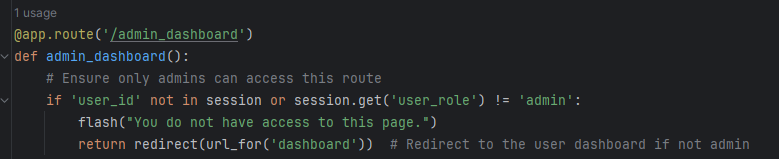 1 usage
@app.route('/admin_dashboard')
def admin_dashboard():
    # Ensure only admins can access this route
    if 'user_id' not in session or session.get('user_role') != 'admin':
        flash("You do not have access to this page.")
        return redirect(url_for('dashboard'))  # Redirect to the user dashboard if not admin